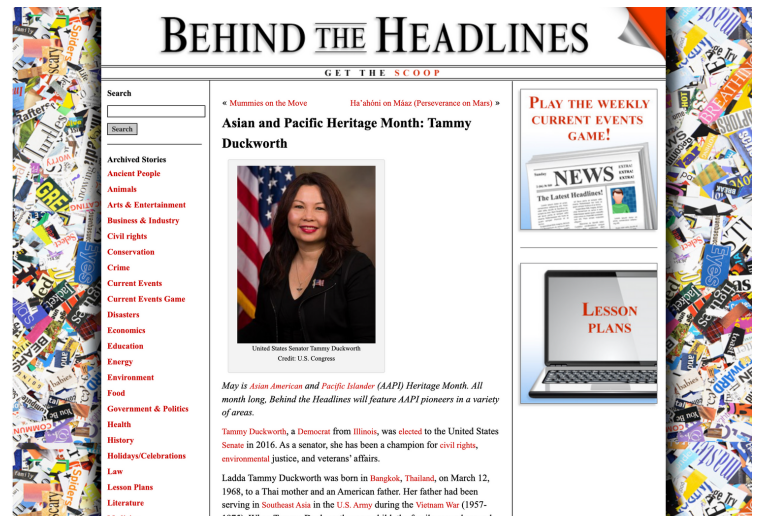 BEHIND THE HEADLINES
GET THE SCOOP
Search
Search
Archived Stories
Ancient People
Animals
Arts & Entertainment
Business & Industry
Civil rights
Conservation
Crime
Current Events
Current Events Game
Disasters
Economics
Education
Energy
Environment
Food
Government & Politics
Health
History
Holidays/Celebrations
Law
Lesson Plans
Literature
« Mummies on the Move
Ha'ahóni on Máaz (Perseverance on Mars) »
Asian and Pacific Heritage Month: Tammy
Duckworth
United States Senator Tammy Duckworth
Credit: U.S. Congress
May is Asian American and Pacific Islander (AAPI) Heritage Month. All
month long, Behind the Headlines will feature AAPI pioneers in a variety
of areas.
Tammy Duckworth, a Democrat from Illinois, was elected to the United States
Senate in 2016. As a senator, she has been a champion for civil rights,
environmental justice, and veterans' affairs.
Ladda Tammy Duckworth was born in Bangkok, Thailand, on March 12,
1968, to a Thai mother and an American father. Her father had been
serving in Southeast Asia in the U.S. Army during the Vietnam War (1957-
PLAY THE WEEKLY
CURRENT EVENTS
GAME!
NEWS
EXTRA!
EXTRA!
The Latest Headlines!
LESSON
PLANS